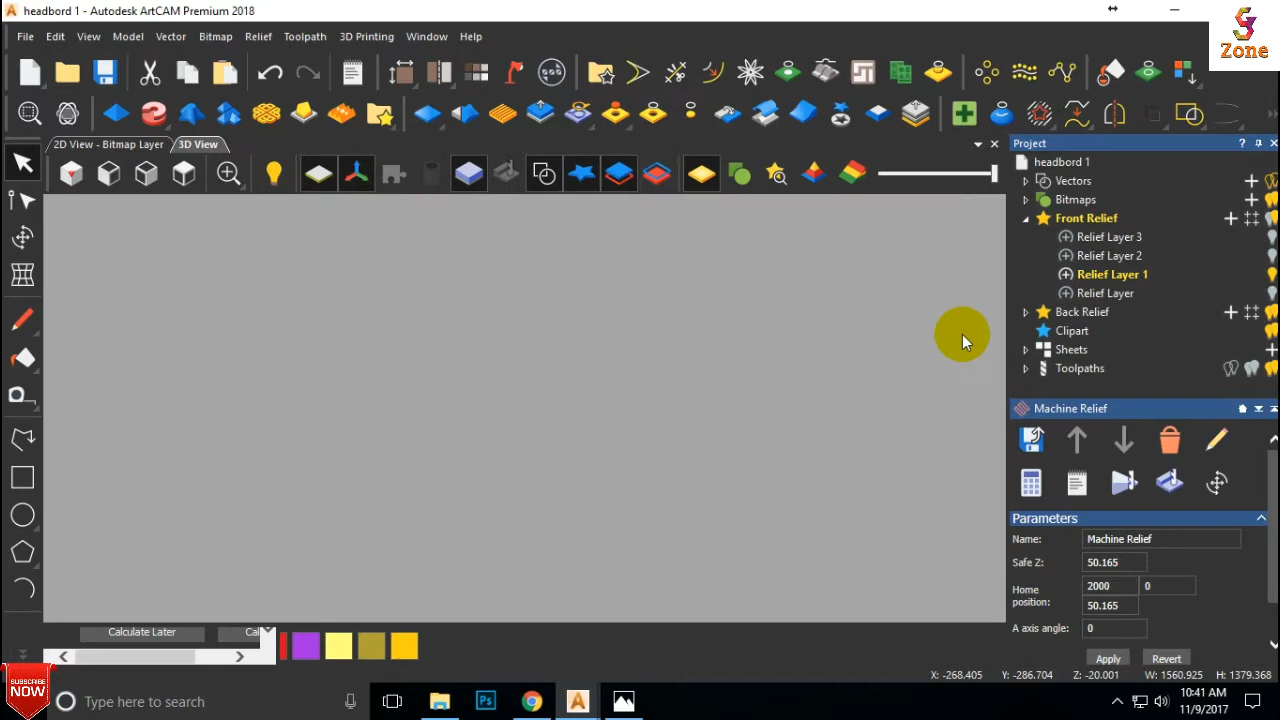 headbord 1 - Autodesk ArtCAM Premium 2018
Zone
File Edit View Model Vector Bitmap Relief Toolpath 3D Printing Window Help
2D View - Bitmap Layer 3D View
Project
headbord 1
Vectors
Bitmaps
Front Relief
Relief Layer 3
Relief Layer 2
Relief Layer 1
Relief Layer
Back Relief
Clipart
Sheets
Toolpaths
Machine Relief
Parameters
Name: Machine Relief
Safe Z: 50.165
Home position: 2000 0
50.165
A axis angle: 0
Apply Revert
Calculate Later
X: -268.405 Y: -286.704 Z: -20.001 W: 1560.925 H: 1379.368
SUBSCRIBE
NOW
Type here to search
10:41 AM
11/9/2017